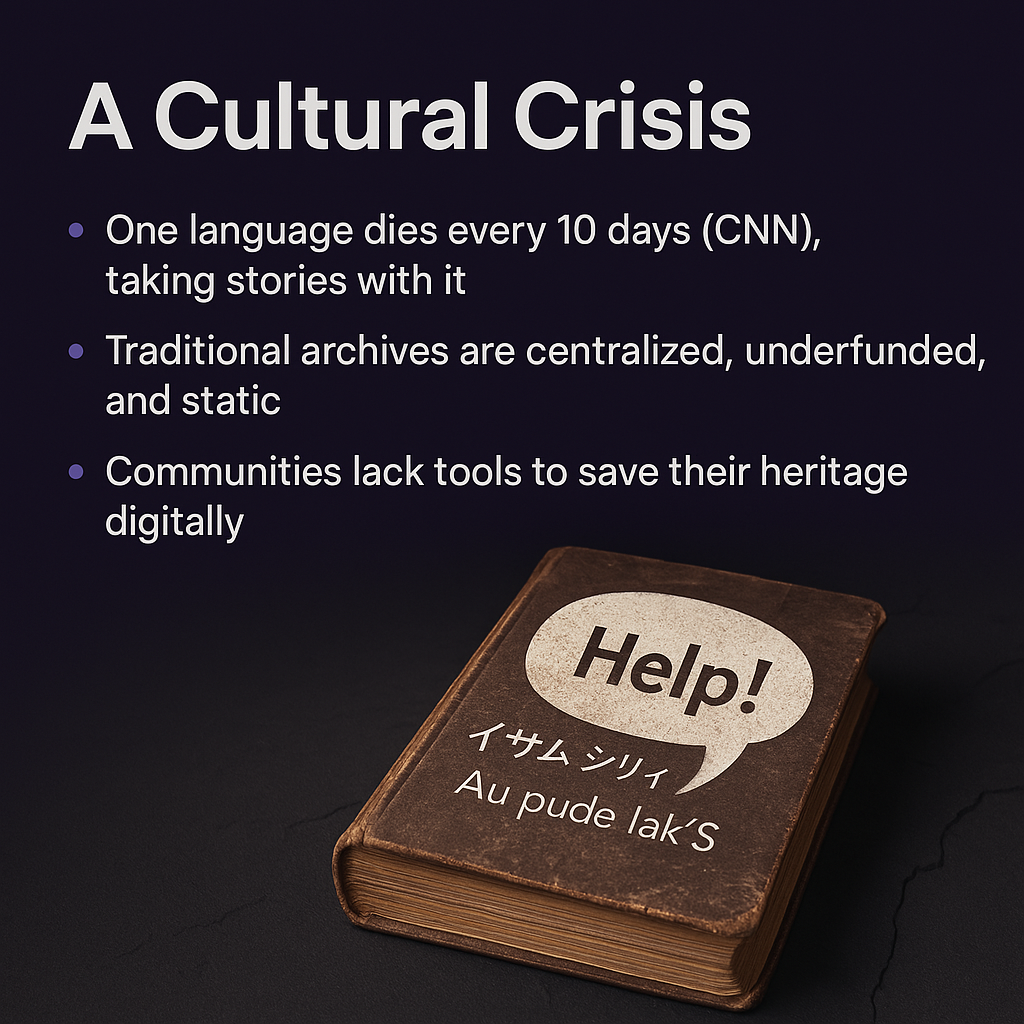 A Cultural Crisis
• One language dies every 10 days (CNN),
taking stories with it
• Traditional archives are centralized, underfunded,
and static
• Communities lack tools to save their heritage
digitally
Help!
イサム シリィ
Au pude lak’S